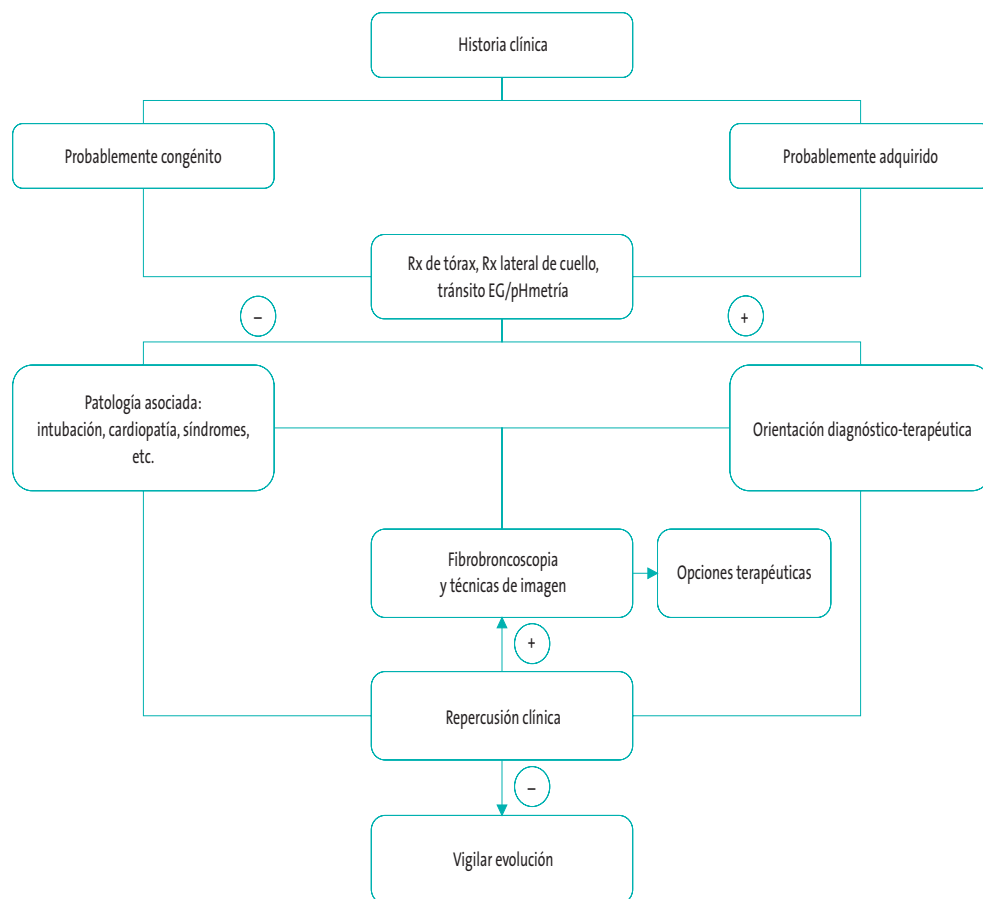 Historia clínica
Probablemente congénito
Probablemente adquirido
Rx de tórax, Rx lateral de cuello,
tránsito EG/pHmetría
–
+
Patología asociada:
intubación, cardiopatía, síndromes,
etc.
Orientación diagnóstico-terapéutica
Fibrobroncoscopia
y técnicas de imagen
Opciones terapéuticas
+
Repercusión clínica
–
Vigilar evolución